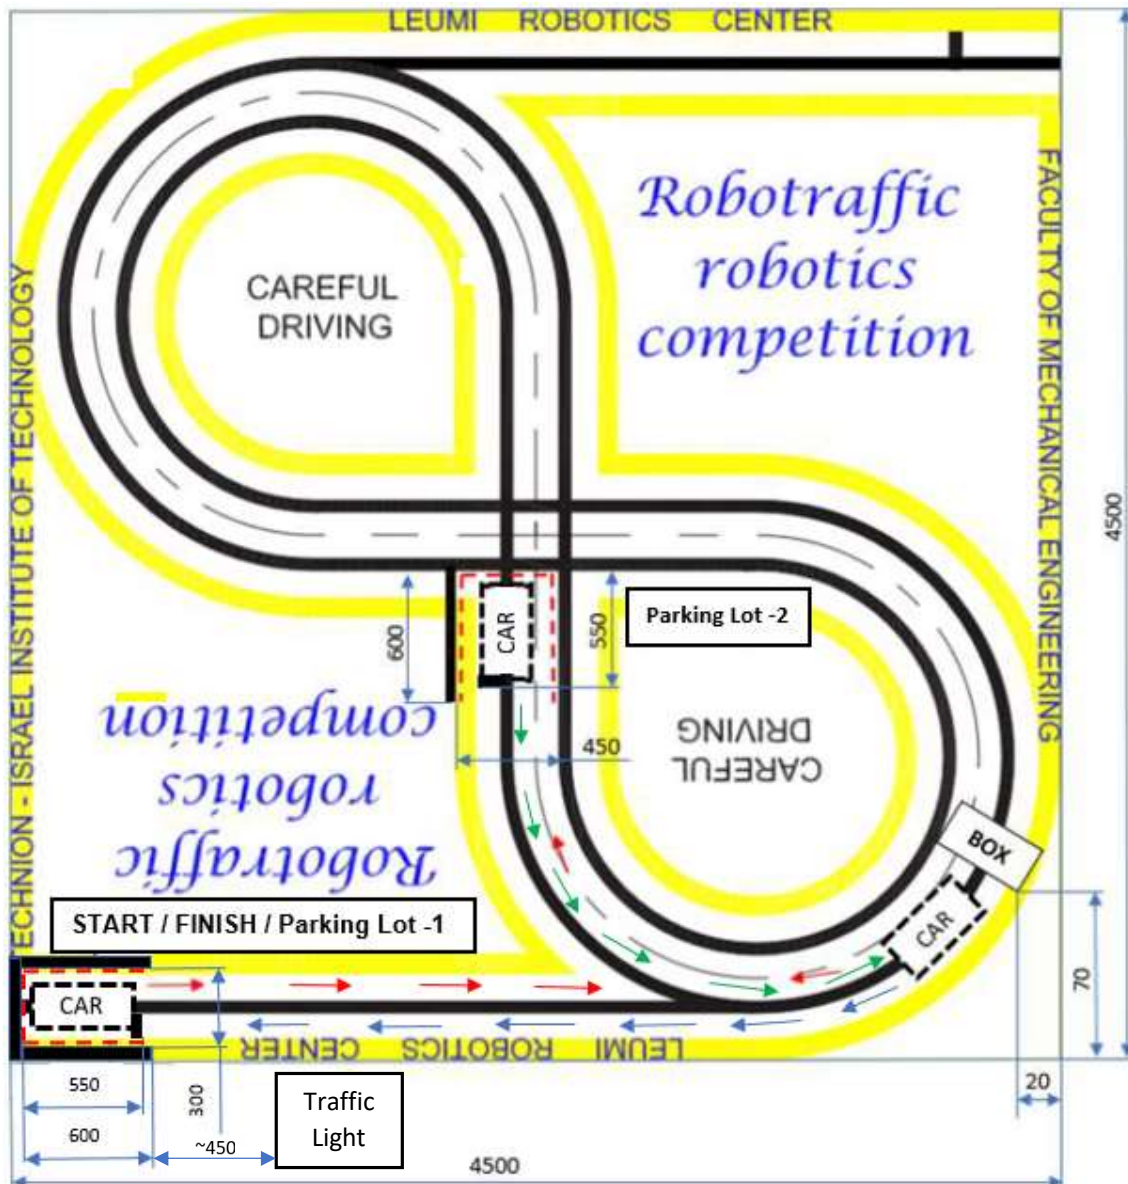 LEUMI ROBOTICS CENTER
Robotraffic
robotics
competition
CAREFUL
DRIVING
TECHNION - ISRAEL INSTITUTE OF TECHNOLOGY
FACULTY OF MECHANICAL ENGINEERING
4500
CAR
600
550
Parking Lot -2
450
Robotraffic
robotics
competition
CAREFUL
DRIVING
BOX
CAR
START / FINISH / Parking Lot -1
CAR
70
LEUMI ROBOTICS CENTER
550
300
Traffic
Light
20
600
~450
4500